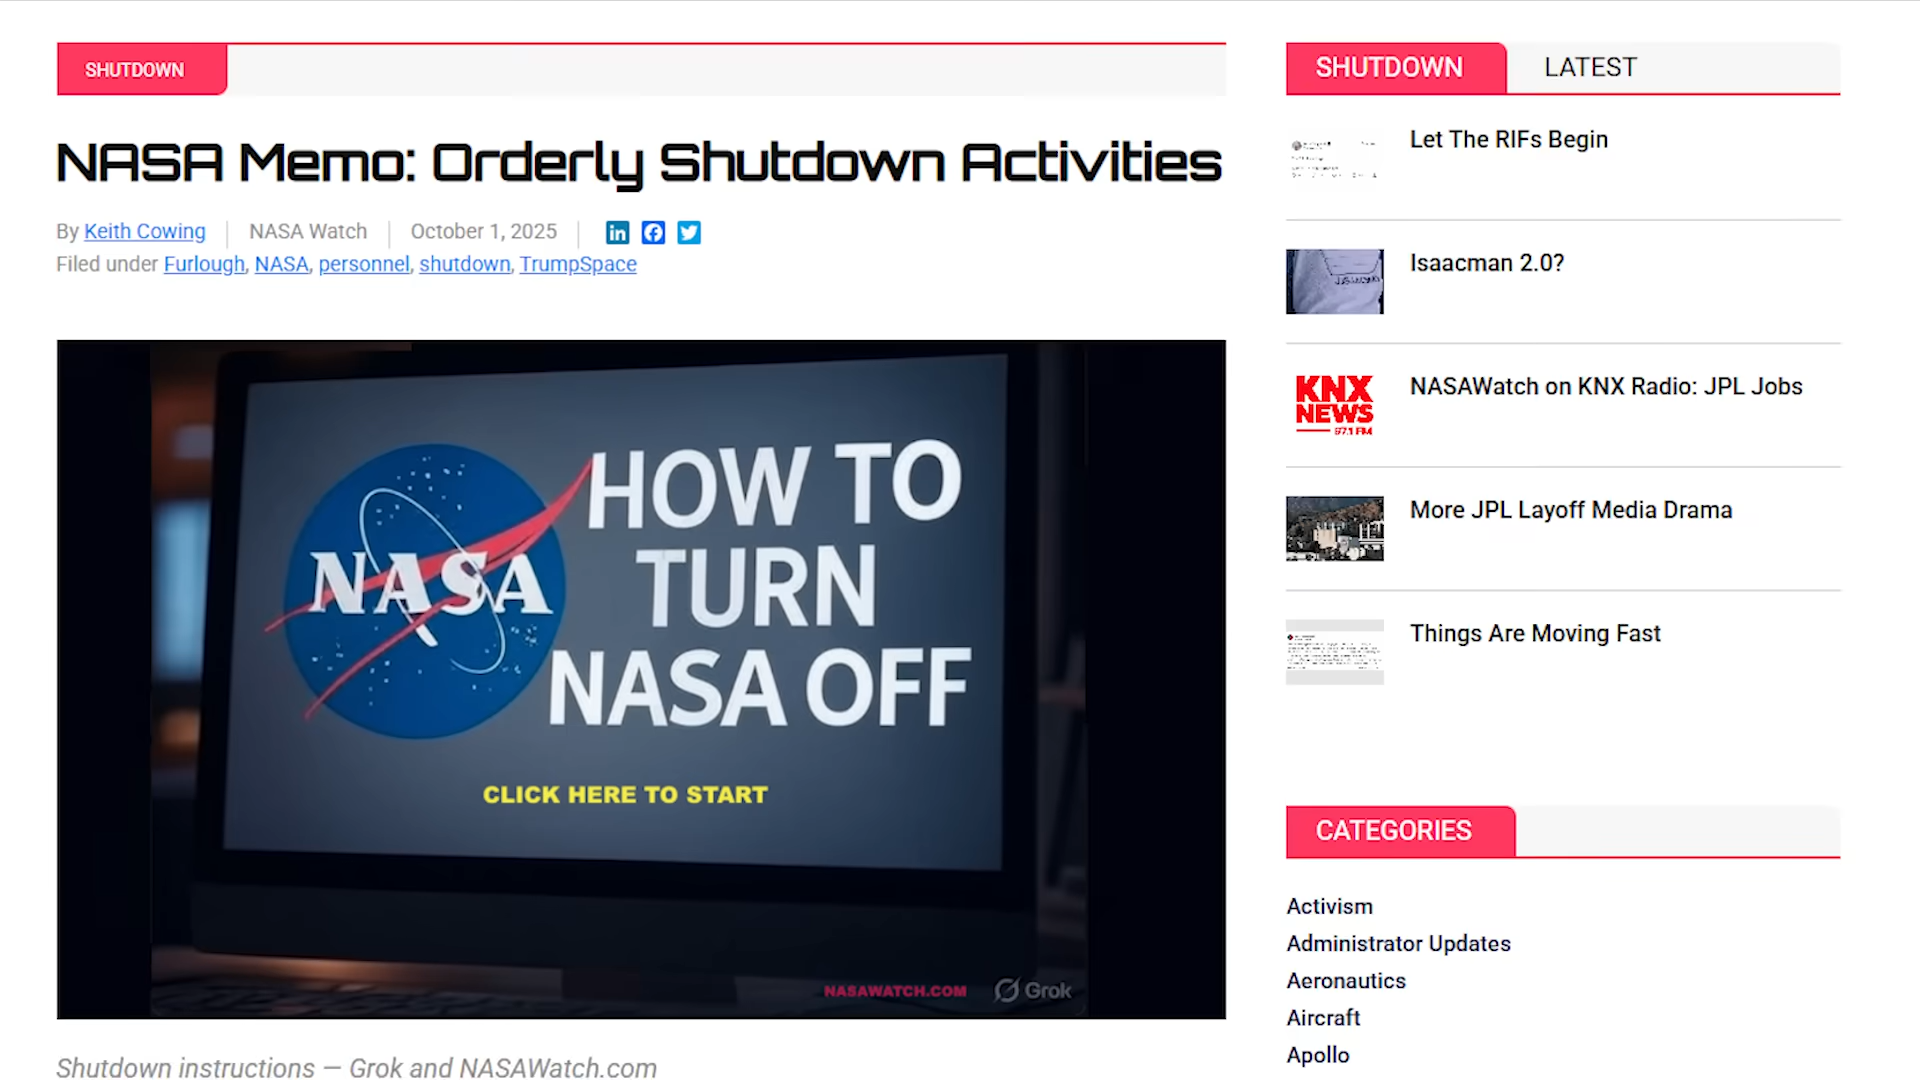 SHUTDOWN
NASA Memo: Orderly Shutdown Activities
By Keith Cowing
NASA Watch
October 1, 2025
Filed under Furlough, NASA, personnel, shutdown, TrumpSpace
NASA
HOW TO
TURN
NASA OFF
CLICK HERE TO START
NASAWATCH.COM
Grok
Shutdown instructions — Grok and NASAWatch.com
SHUTDOWN
LATEST
Let The RIFs Begin
Isaacman 2.0?
KNX
NEWS
97.1 FM
NASAWatch on KNX Radio: JPL Jobs
More JPL Layoff Media Drama
Things Are Moving Fast
CATEGORIES
Activism
Administrator Updates
Aeronautics
Aircraft
Apollo